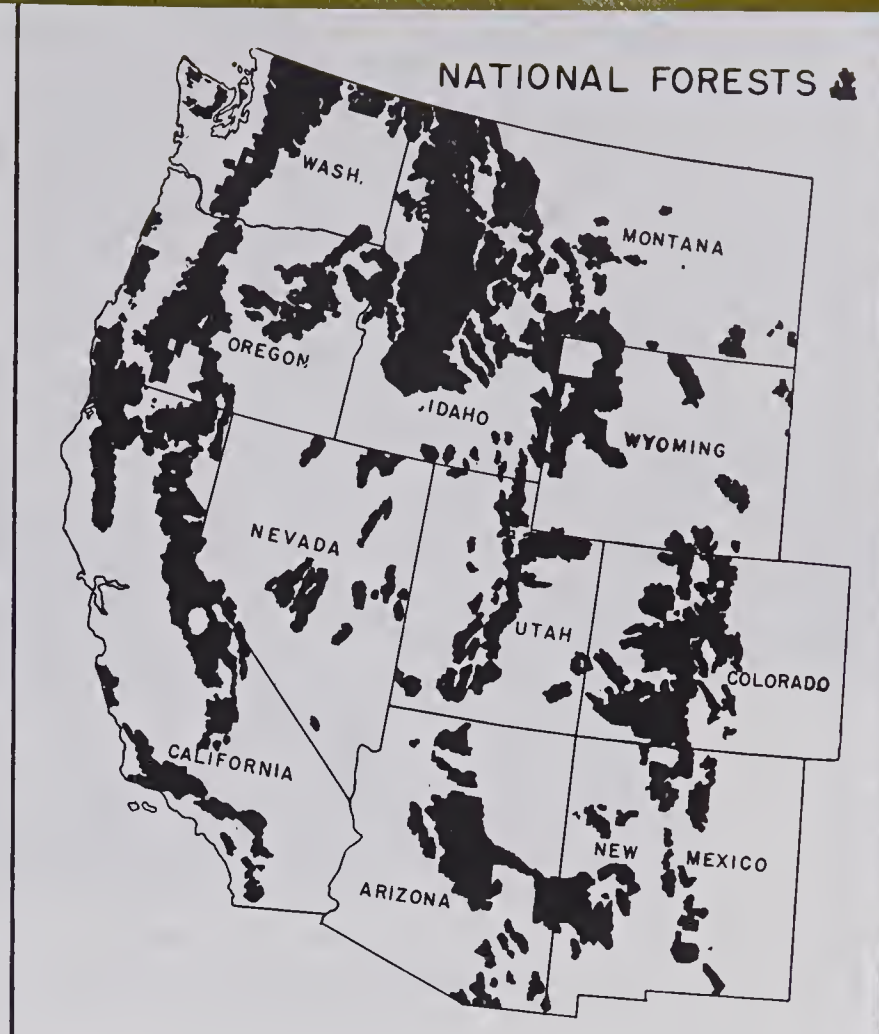 NATIONAL FORESTS
WASH.
MONTANA
OREGON
IDAHO
WYOMING
NEVADA
UTAH
COLORADO
CALIFORNIA
NEW MEXICO
ARIZONA